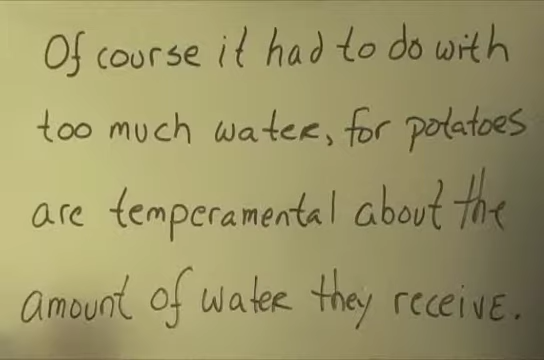 Of course it had to do with
too much water, for potatoes
are temperamental about the
amount of water they receive.